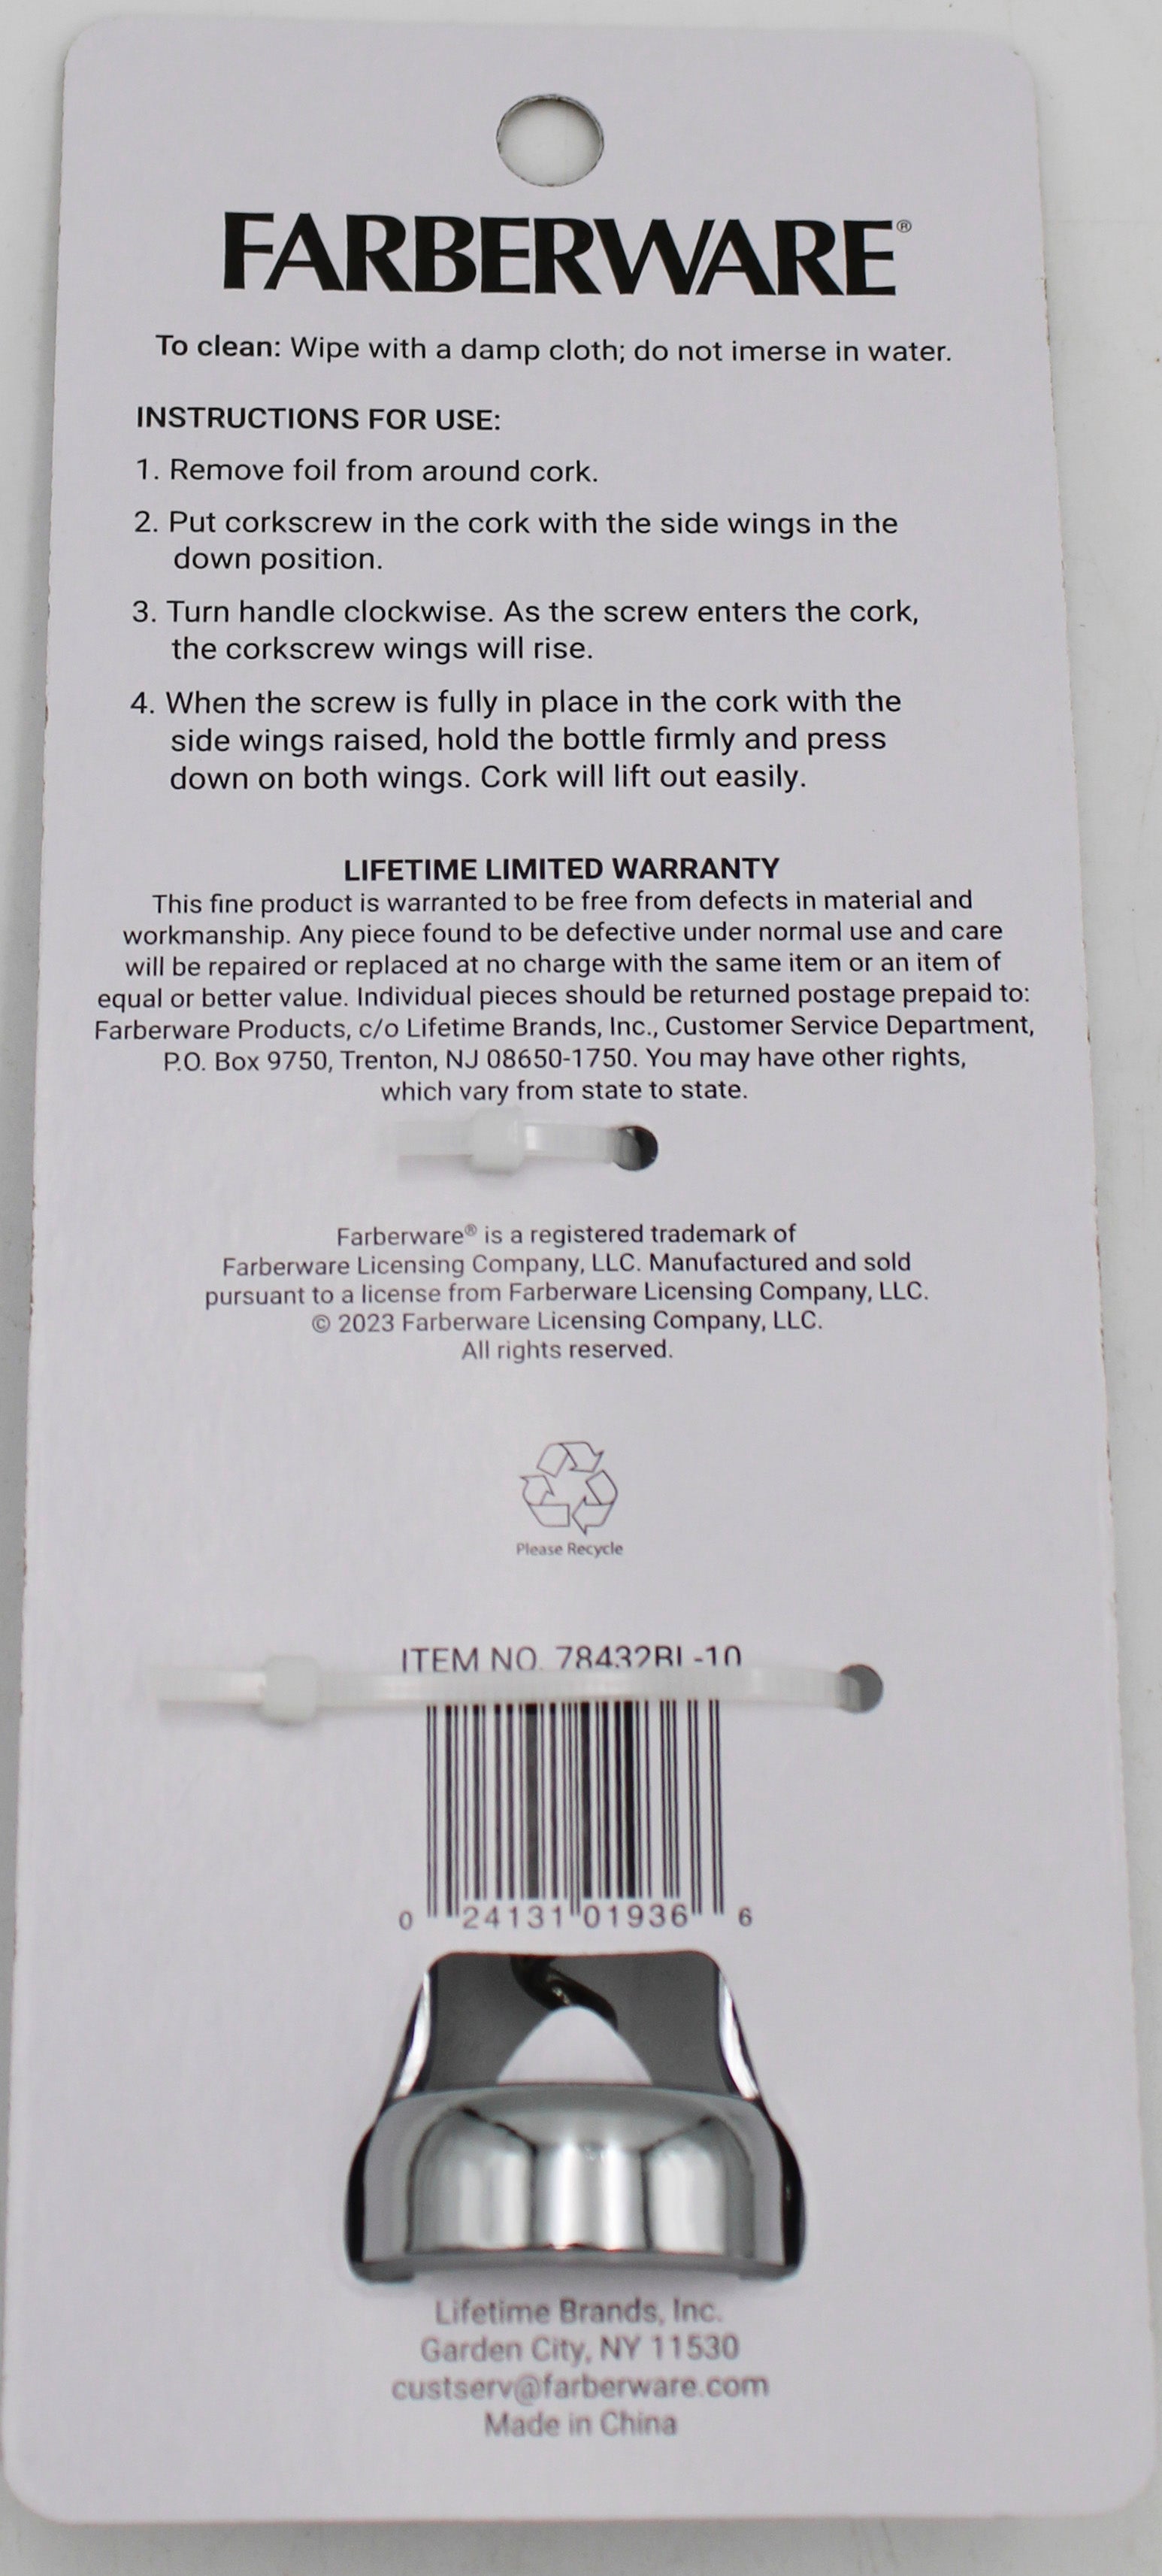 FARBERWARE®
To clean: Wipe with a damp cloth; do not imerse in water.
INSTRUCTIONS FOR USE:
1. Remove foil from around cork.
2. Put corkscrew in the cork with the side wings in the
down position.
3. Turn handle clockwise. As the screw enters the cork,
the corkscrew wings will rise.
4. When the screw is fully in place in the cork with the
side wings raised, hold the bottle firmly and press
down on both wings. Cork will lift out easily.
LIFETIME LIMITED WARRANTY
This fine product is warranted to be free from defects in material and
workmanship. Any piece found to be defective under normal use and care
will be repaired or replaced at no charge with the same item or an item of
equal or better value. Individual pieces should be returned postage prepaid to:
Farberware Products, c/o Lifetime Brands, Inc., Customer Service Department,
P.O. Box 9750, Trenton, NJ 08650-1750. You may have other rights,
which vary from state to state.
Farberware® is a registered trademark of
Farberware Licensing Company, LLC. Manufactured and sold
pursuant to a license from Farberware Licensing Company, LLC.
© 2023 Farberware Licensing Company, LLC.
All rights reserved.
Please Recycle
ITEM NO.
0 24131 01936 6
Lifetime Brands, Inc.
Garden City, NY 11530
custserv@farberware.com
Made in China